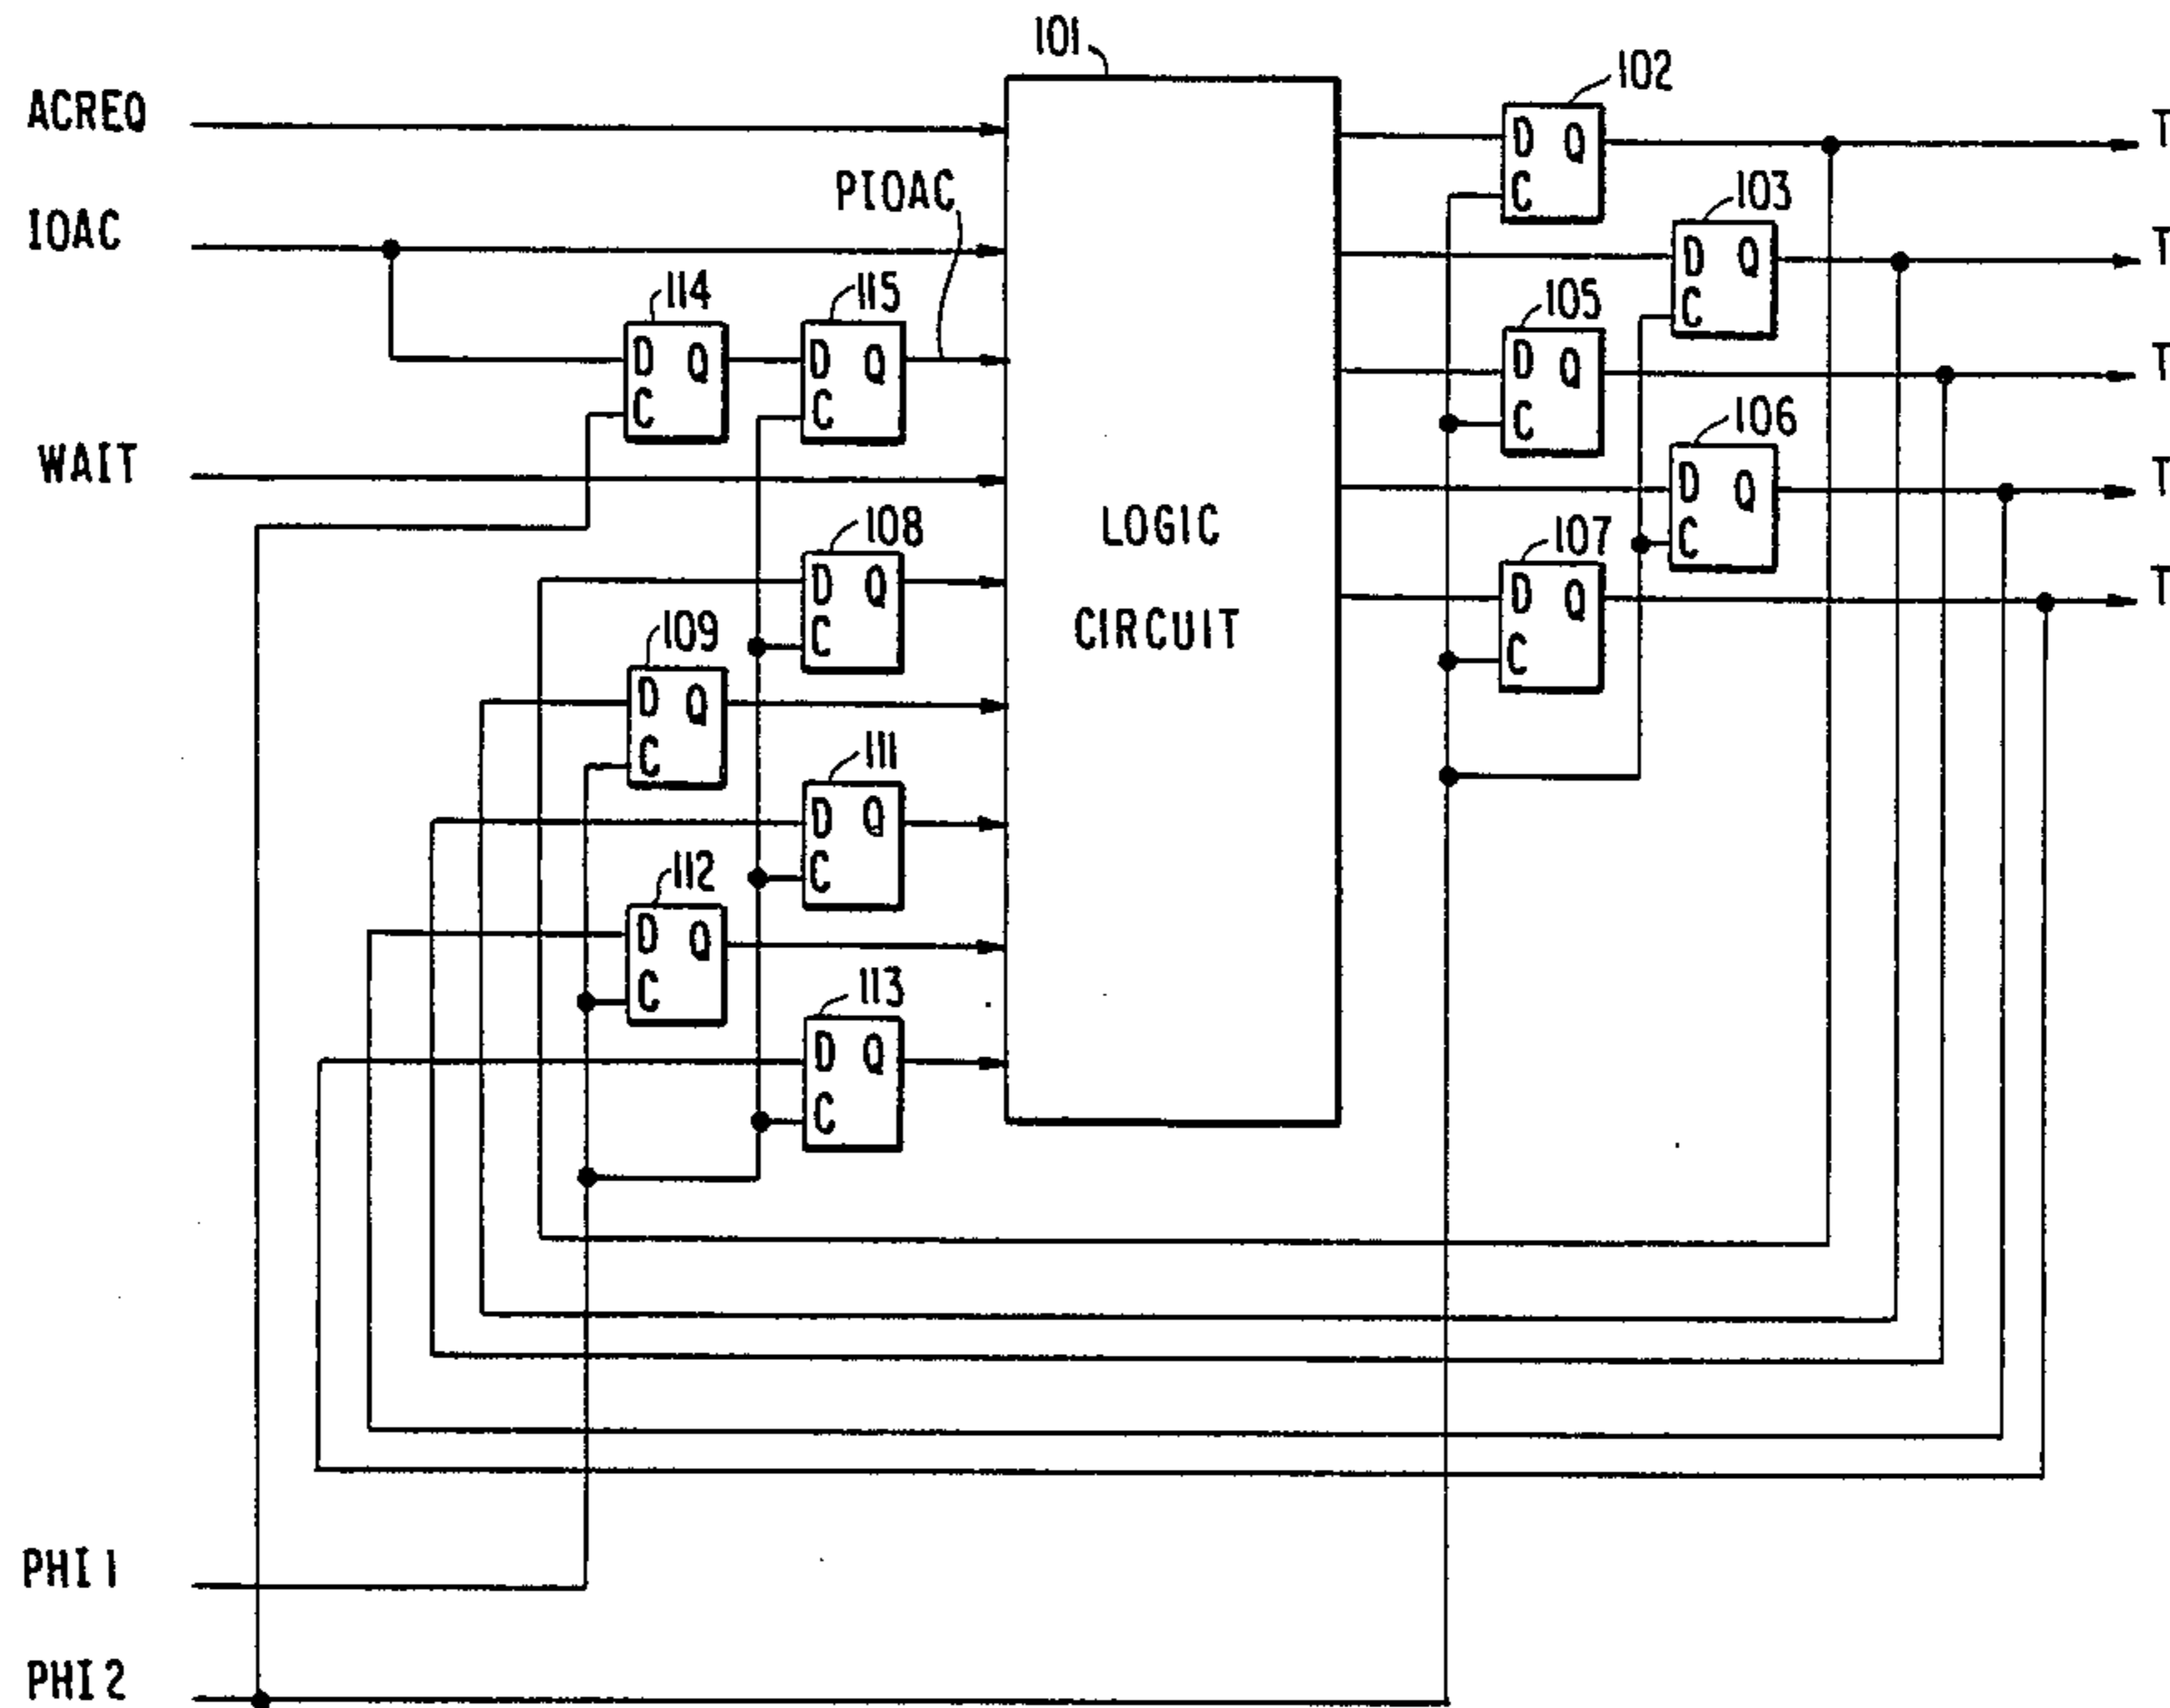 101
ACREQ
102
T
PIOAC
103
IOAC
T
114
115
105
D Q
C
T
WAIT
106
T
108
LOGIC
107
CIRCUIT
T
109
D Q
C
111
D Q
C
112
D Q
C
113
D Q
C
D Q
C
D Q
C
D Q
C
D Q
C
D Q
C
D Q
C
D Q
C
PHI 1
PHI 2